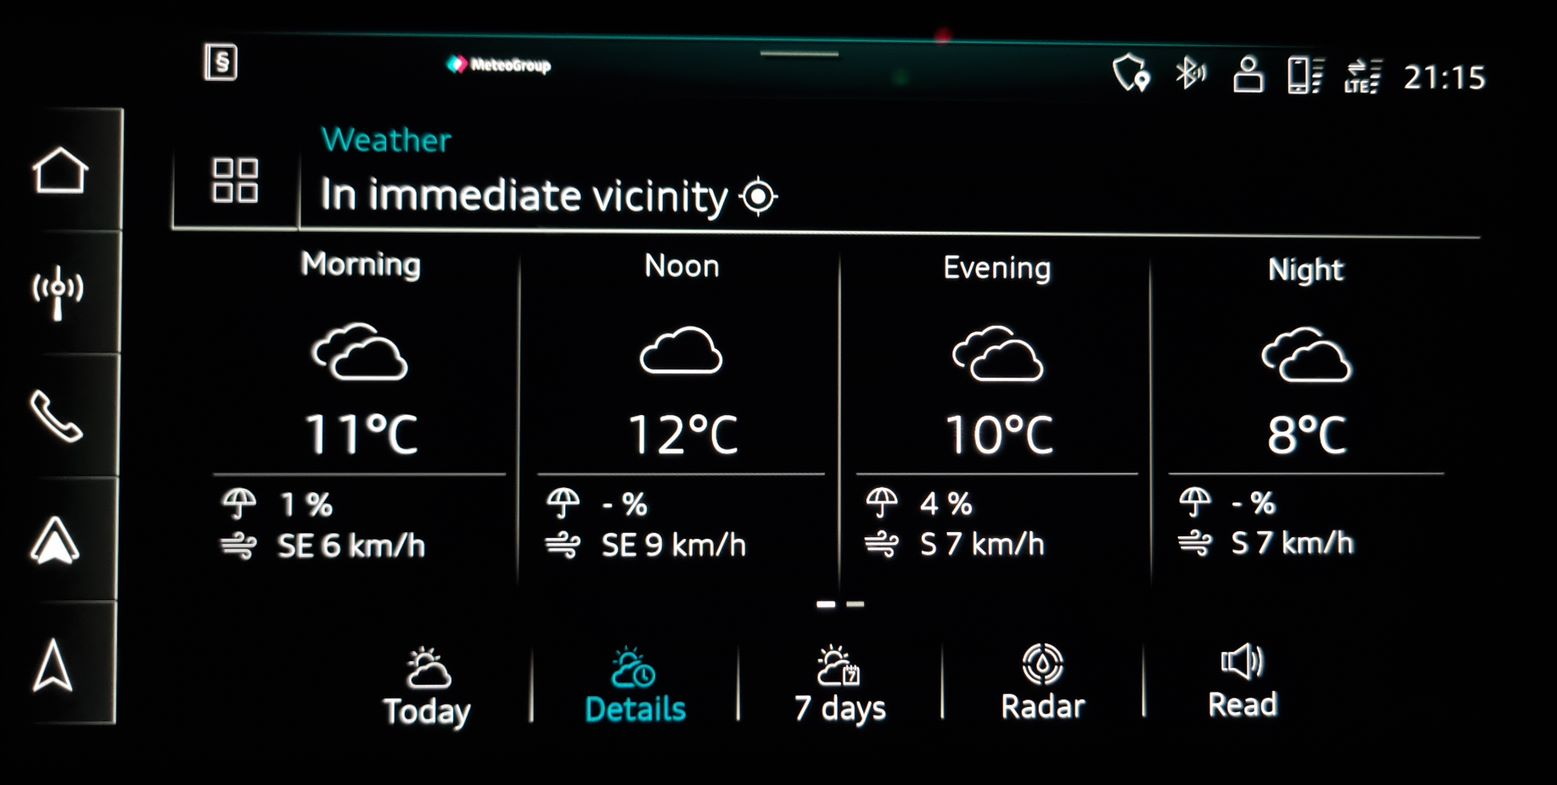 §
MeteoGroup
LTE
21:15
Weather
In immediate vicinity
Morning
Noon
Evening
Night
11°C
12°C
10°C
8°C
1 %
- %
4 %
- %
SE 6 km/h
SE 9 km/h
S 7 km/h
S 7 km/h
7
Today
Details
7 days
Radar
Read